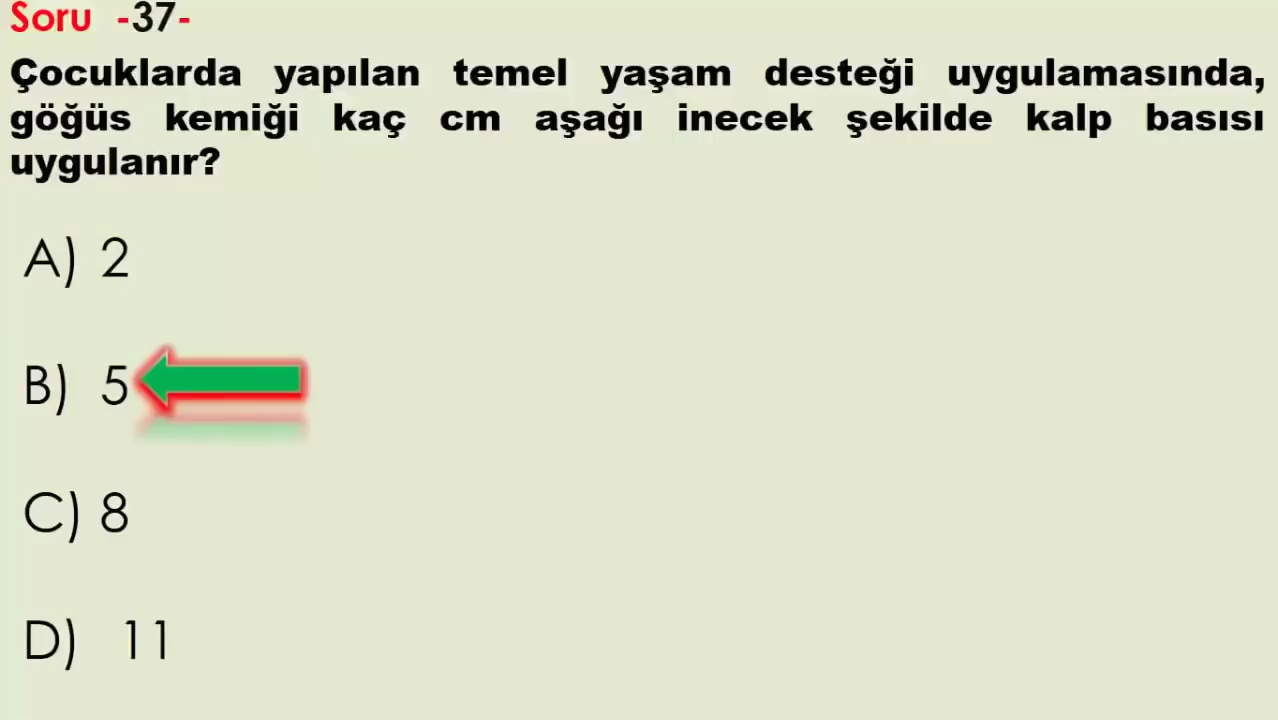 Soru -37-
Çocuklarda yapılan temel yaşam desteği uygulamasında,
göğüs kemiği kaç cm aşağı inecek şekilde kalp basısı
uygulanır?
A) 2
B) 5
C) 8
D) 11